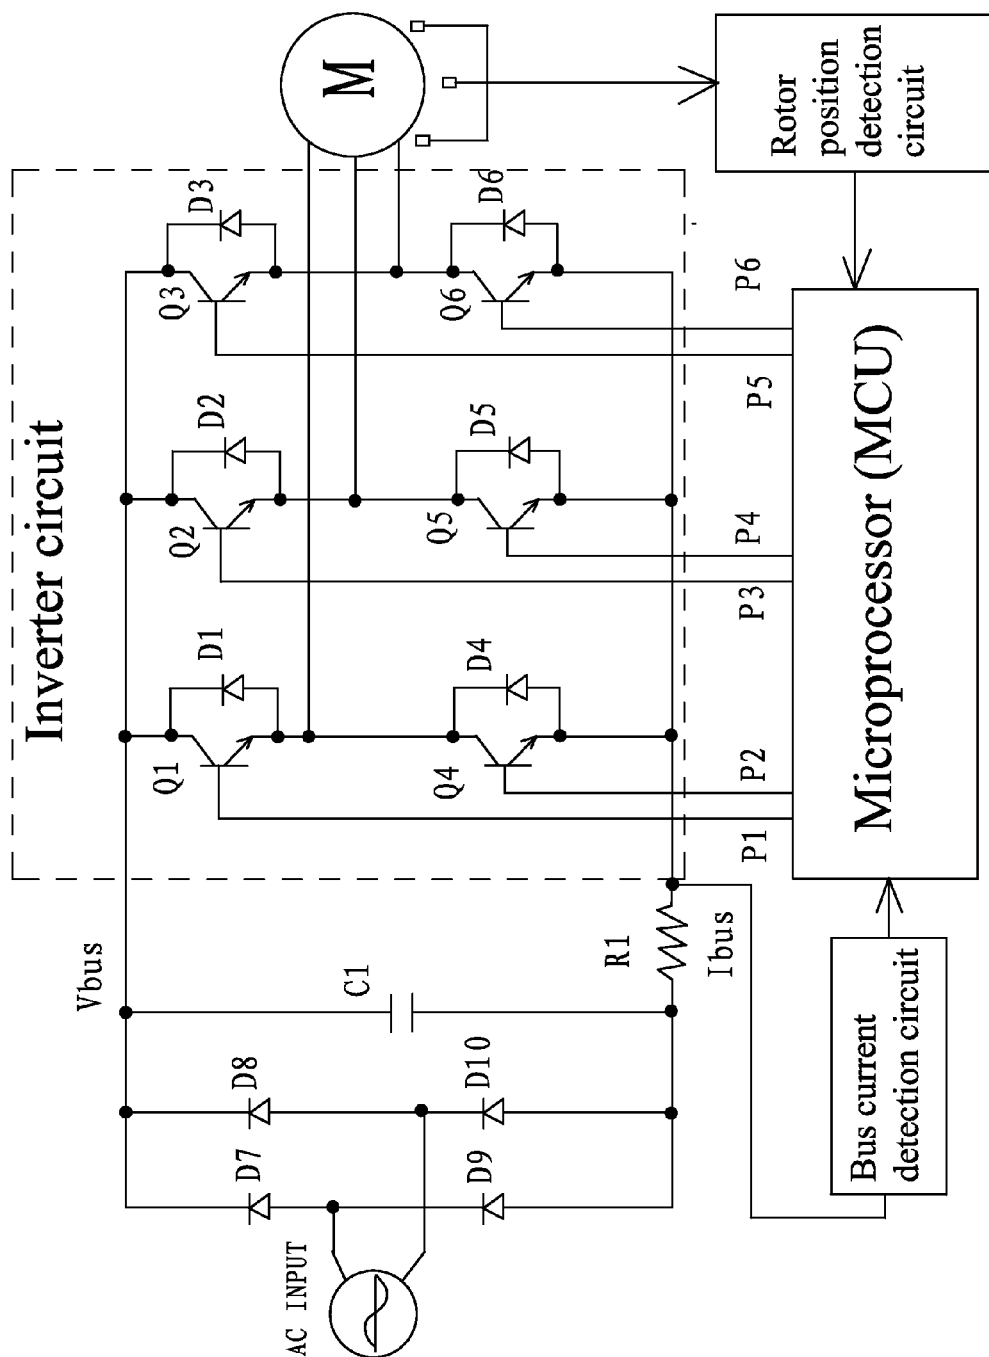 Inverter circuit
Vbus
AC INPUT
D7
D8
D9
D10
C1
R1
Ibus
Q1
D1
Q2
D2
Q3
D3
Q4
D4
Q5
D5
Q6
D6
M
P1
P2
P3
P4
P5
P6
Bus current
detection circuit
Microprocessor (MCU)
Rotor
position
detection
circuit